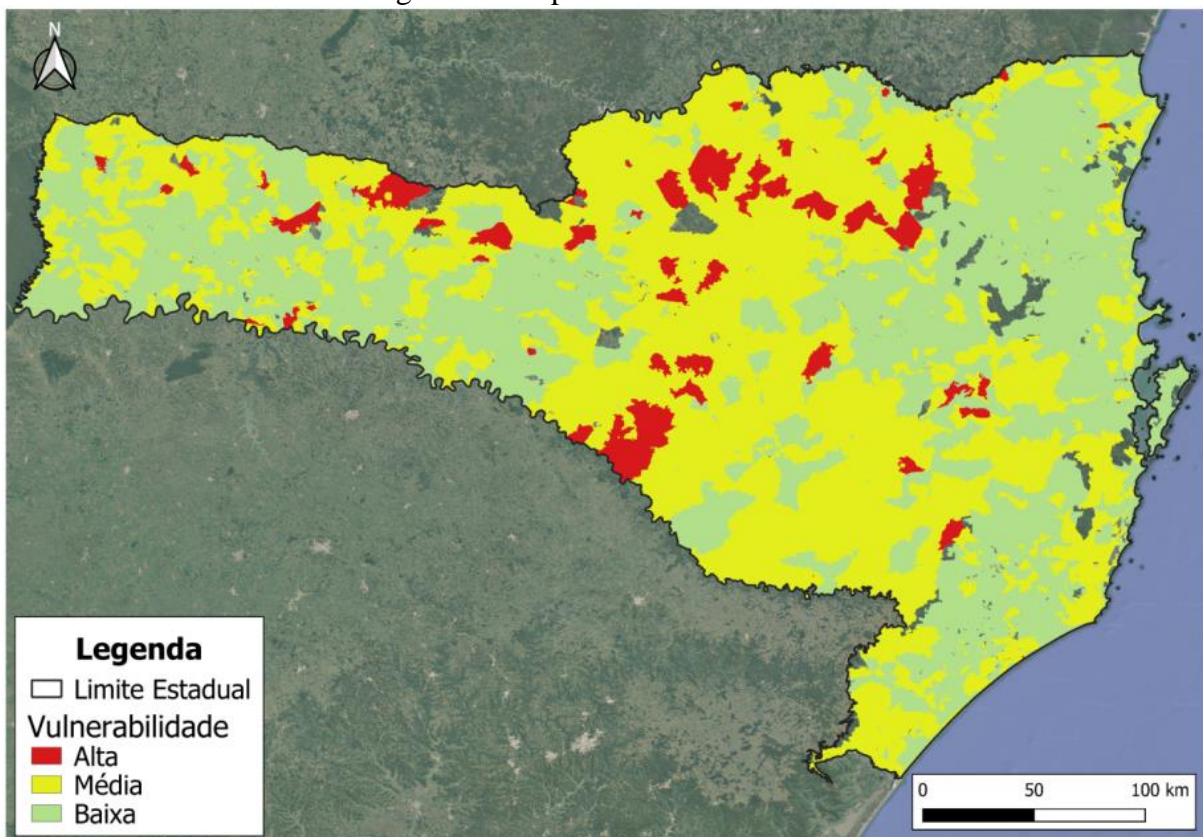 N
Legenda
Limite Estadual
Vulnerabilidade
Alta
Média
Baixa
0 50 100 km